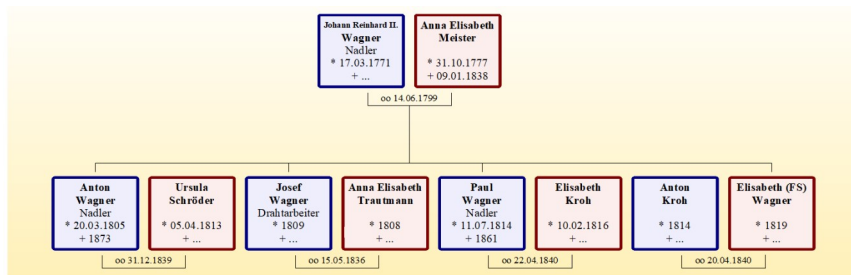 Johann Reinhard II.
Wagner
Nadler
* 17.03.1771
+ ...
Anna Elisabeth
Meister
* 31.10.1777
+ 09.01.1838
oo 14.06.1799
Anton
Wagner
Nadler
* 20.03.1805
+ 1873
Ursula
Schröder
* 05.04.1813
+ ...
oo 31.12.1839
Josef
Wagner
Drahtarbeiter
* 1809
+ ...
Anna Elisabeth
Trautmann
* 1808
+ ...
oo 15.05.1836
Paul
Wagner
Nadler
* 11.07.1814
+ 1861
Elisabeth
Kroh
* 10.02.1816
+ ...
oo 22.04.1840
Anton
Kroh
* 1814
+ ...
Elisabeth (FS)
Wagner
* 1819
+ ...
oo 20.04.1840